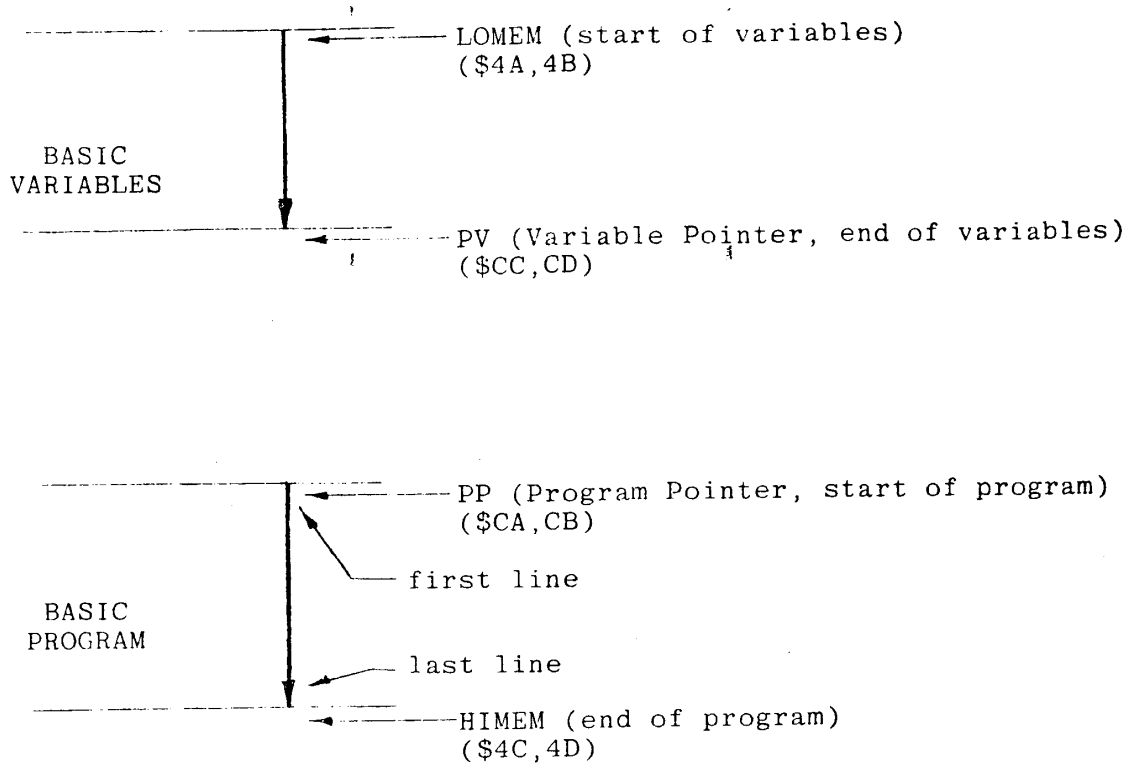 LOMEM (start of variables)
($4A,4B)
BASIC
VARIABLES
PV (Variable Pointer, end of variables)
($CC,CD)
PP (Program Pointer, start of program)
($CA,CB)
first line
BASIC
PROGRAM
last line
HIMEM (end of program)
($4C,4D)